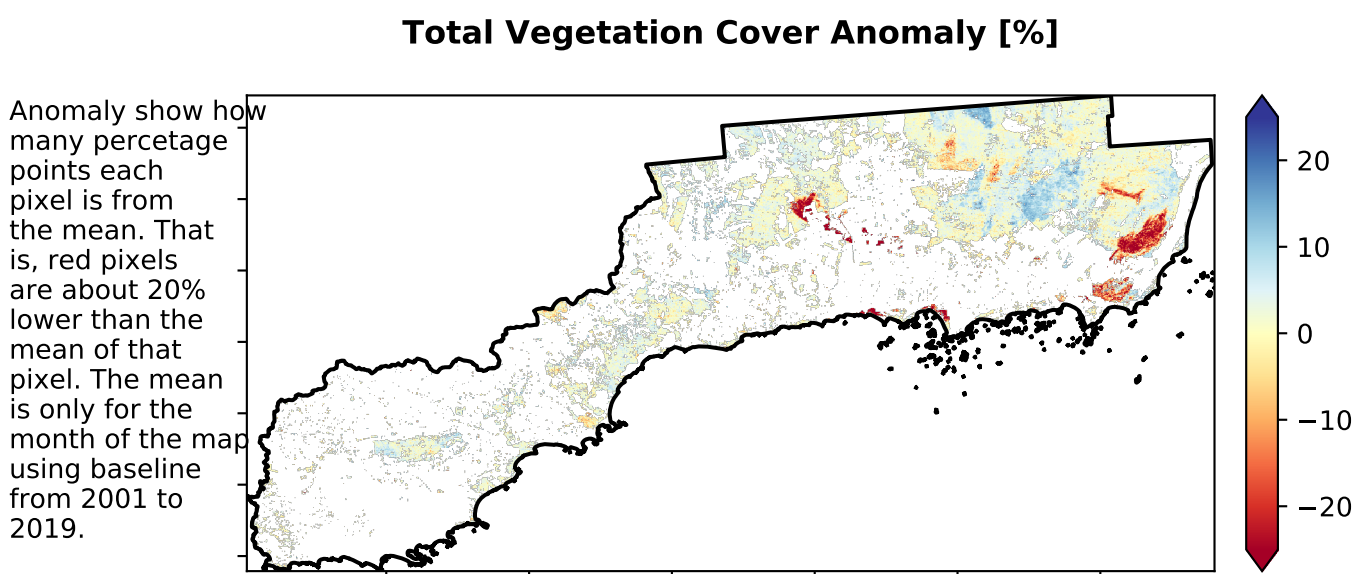 Total Vegetation Cover Anomaly [%]
Anomaly show how
many percetage
points each
pixel is from
the mean. That
is, red pixels
are about 20%
lower than the
mean of that
pixel. The mean
is only for the
month of the map
using baseline
from 2001 to
2019.
20
10
0
−10
−20